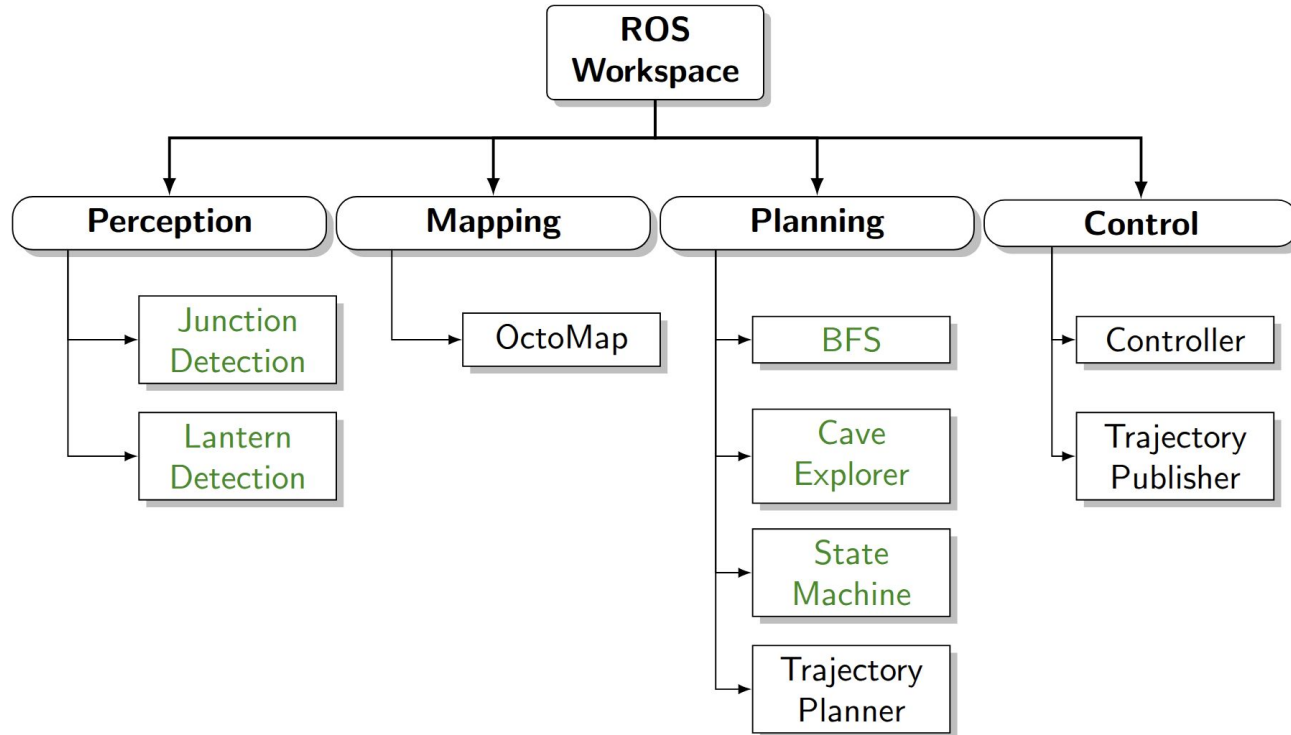 ROS
Workspace
Perception
Mapping
Planning
Control
Junction
Detection
Lantern
Detection
OctoMap
BFS
Cave
Explorer
State
Machine
Trajectory
Planner
Controller
Trajectory
Publisher